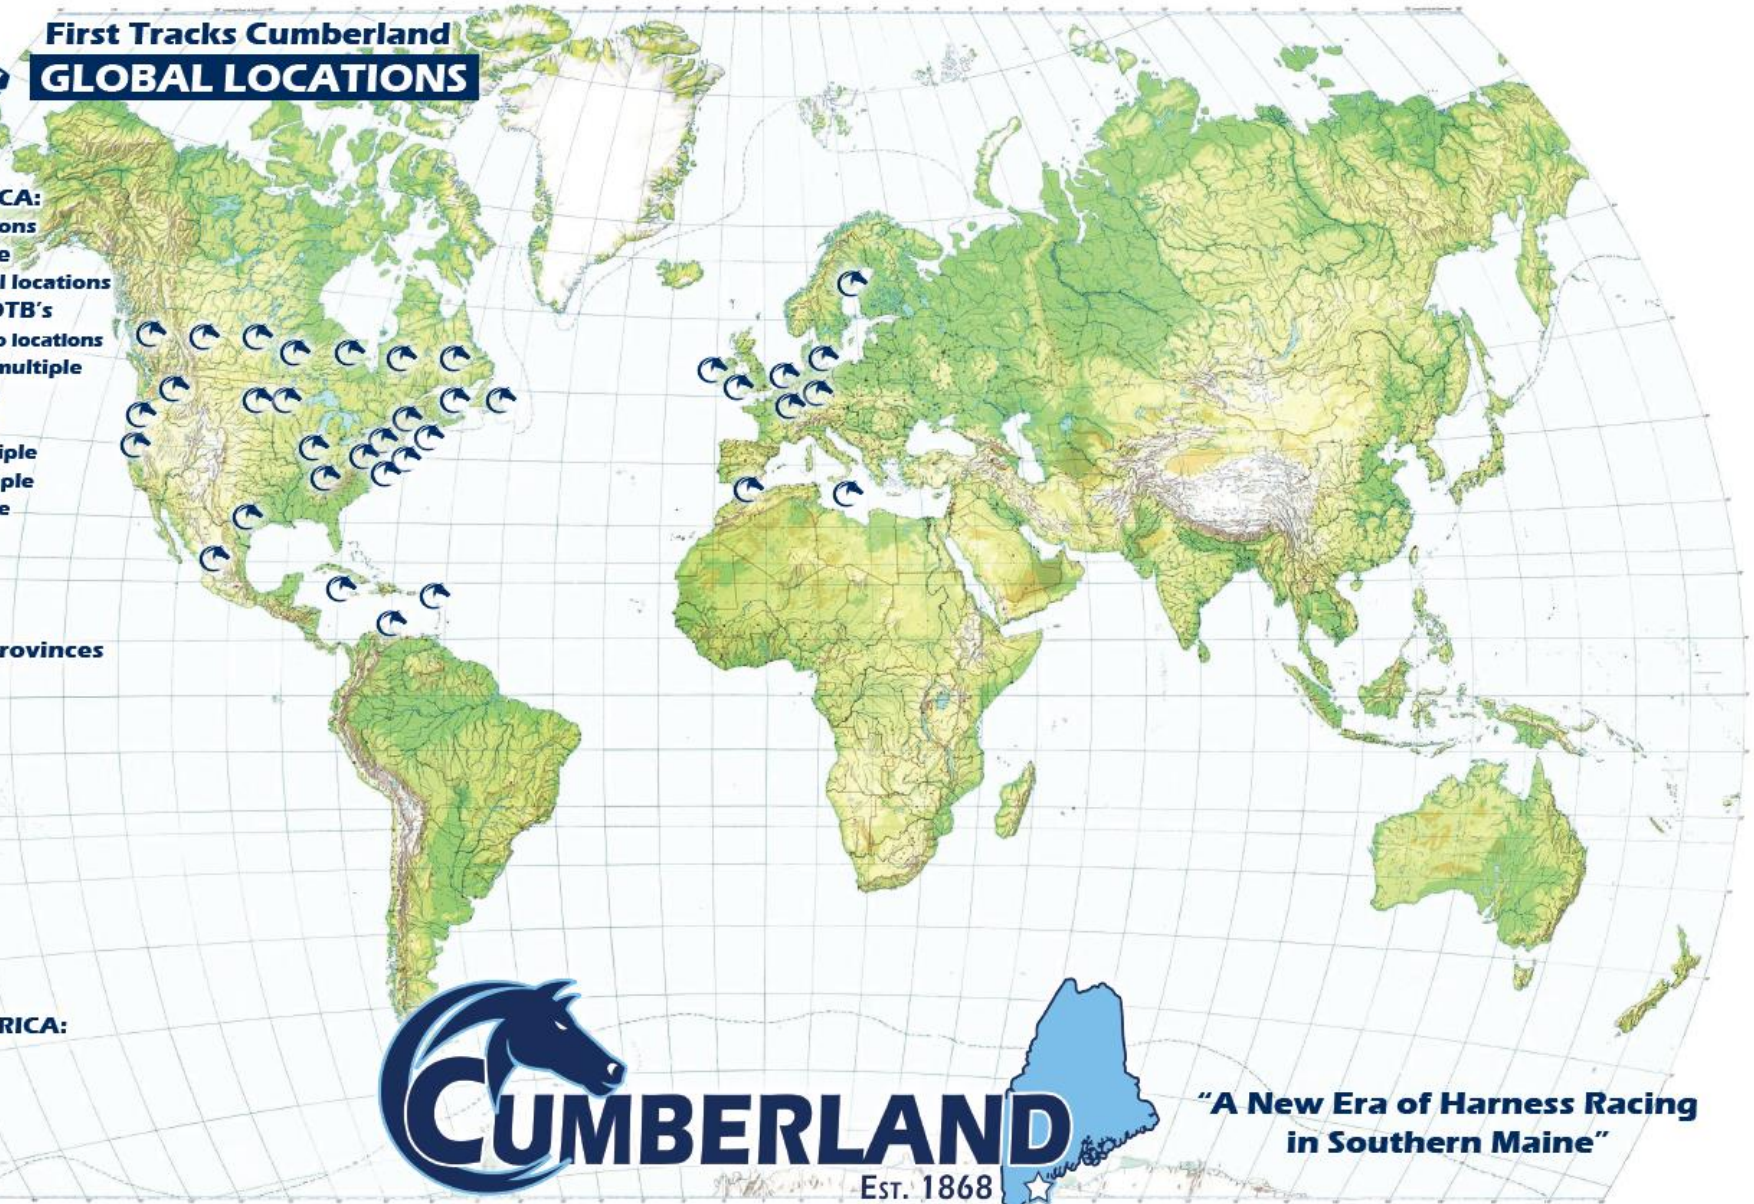 First Tracks Cumberland
GLOBAL LOCATIONS
CA:
ons
e
l locations
OTB's
o locations
multiple
iple
ple
e
rovinces
RICA:
CUMBERLAND
EST. 1868
"A New Era of Harness Racing
in Southern Maine"